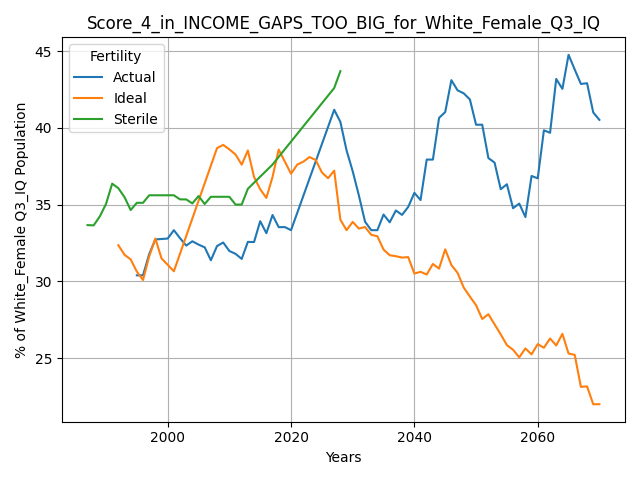 Score_4_in_INCOME_GAPS_TOO_BIG_for_White_Female_Q3_IQ
Fertility
Actual
Ideal
Sterile
% of White_Female Q3_IQ Population
45
40
35
30
25
2000
2020
2040
2060
Years